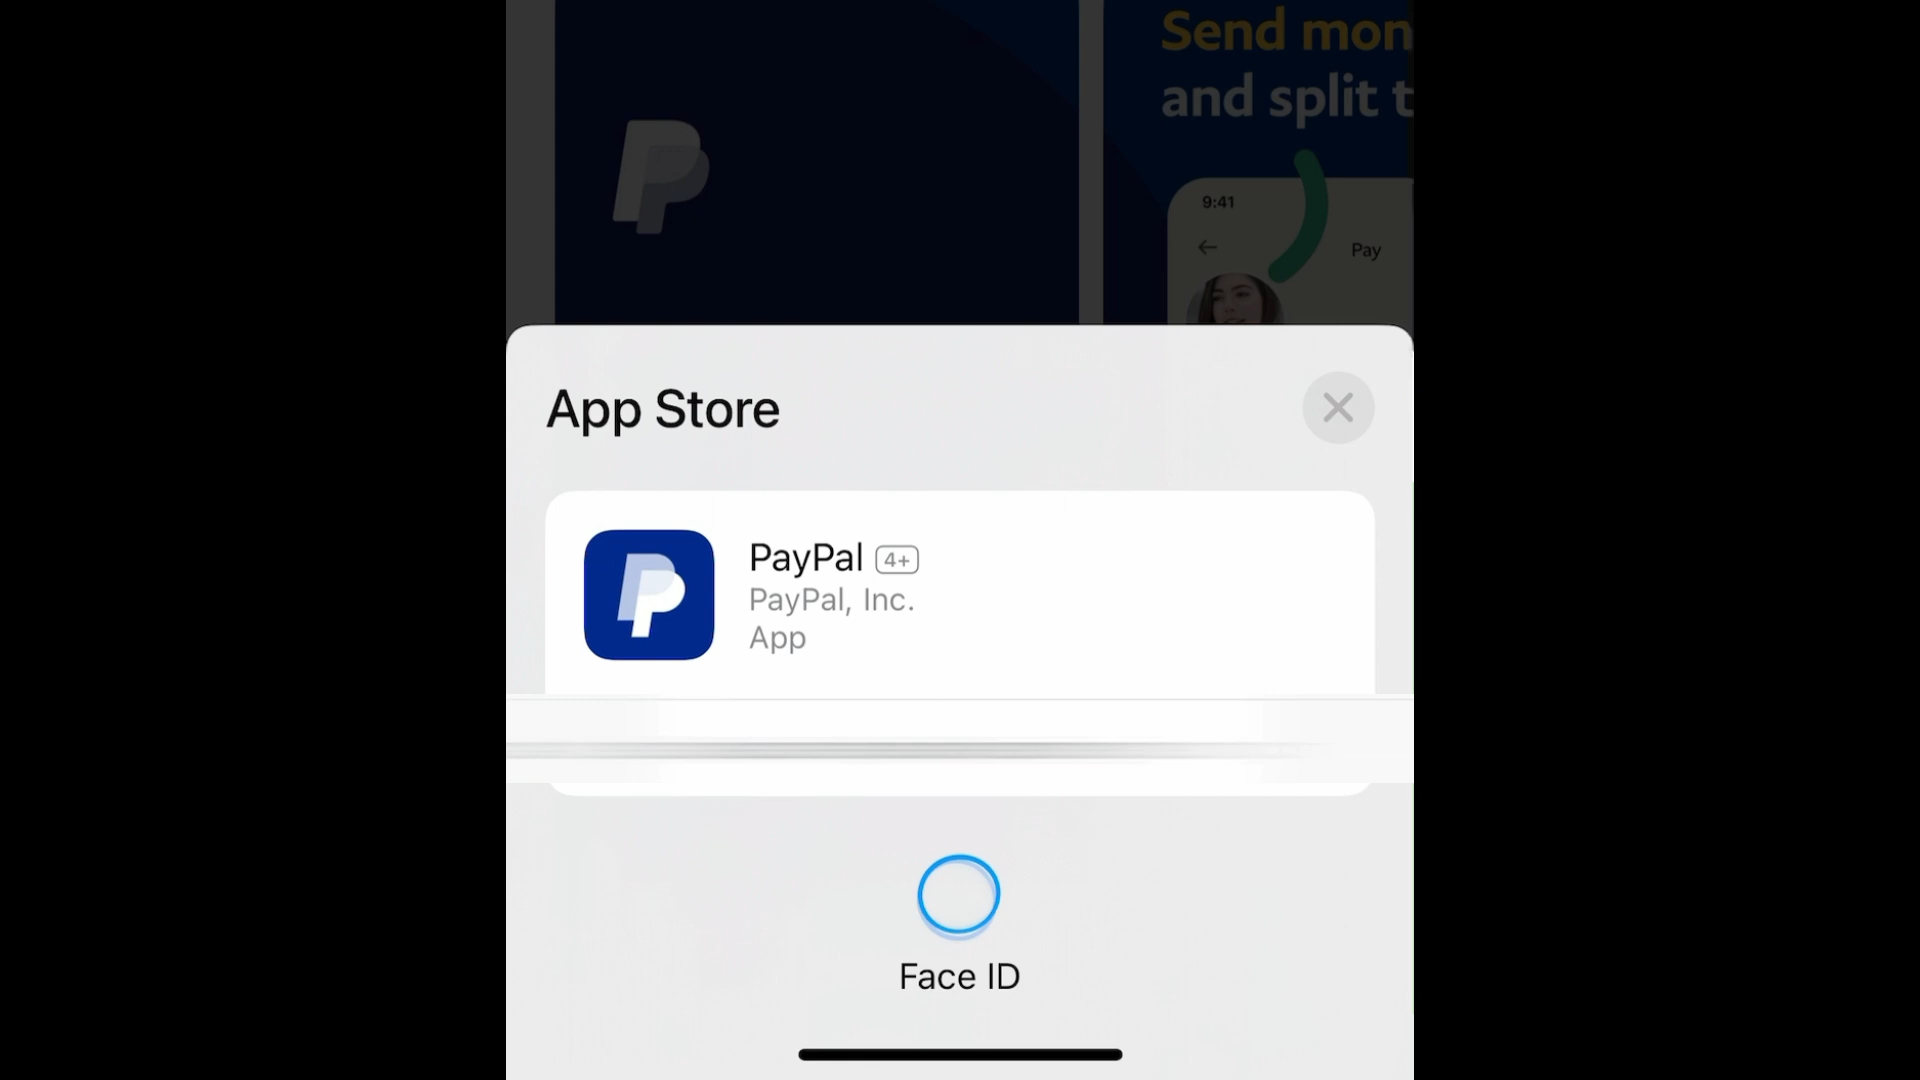 Send mon
and split t
9:41
Pay
App Store
PayPal 4+
PayPal, Inc.
App
Face ID